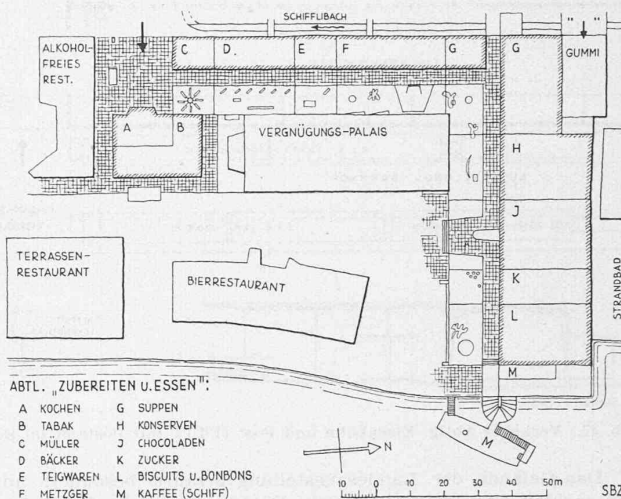 SCHIFFLIBACH
ALKOHOL-
FREIES
REST.
C D. E F G G
" "
GUMMI
A B
VERGNÜGUNGS-PALAIS
H
J
TERRASSEN-
RESTAURANT
BIERRESTAURANT
K
L
STRANDBAD
M
M
ABTL. „ZUBEREITEN u. ESSEN":
A KOCHEN G SUPPEN
B TABAK H KONSERVEN
C MÜLLER J CHOCOLADEN
D BÄCKER K ZUCKER
E TEIGWAREN L BISCUITS u. BONBONS
F METZGER M KAFFEE (SCHIFF)
N
10 0 10 20 30 40 50m
SBZ